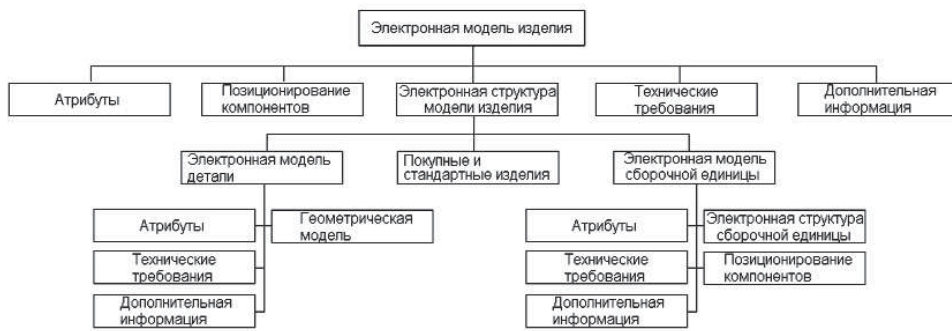 Электронная модель изделия
Атрибуты
Позиционирование
компонентов
Электронная структура
модели изделия
Технические
требования
Дополнительная
информация
Электронная модель
детали
Покупные и
стандартные изделия
Электронная модель
сборочной единицы
Атрибуты
Геометрическая
модель
Технические
требования
Дополнительная
информация
Атрибуты
Электронная структура
сборочной единицы
Технические
требования
Позиционирование
компонентов
Дополнительная
информация